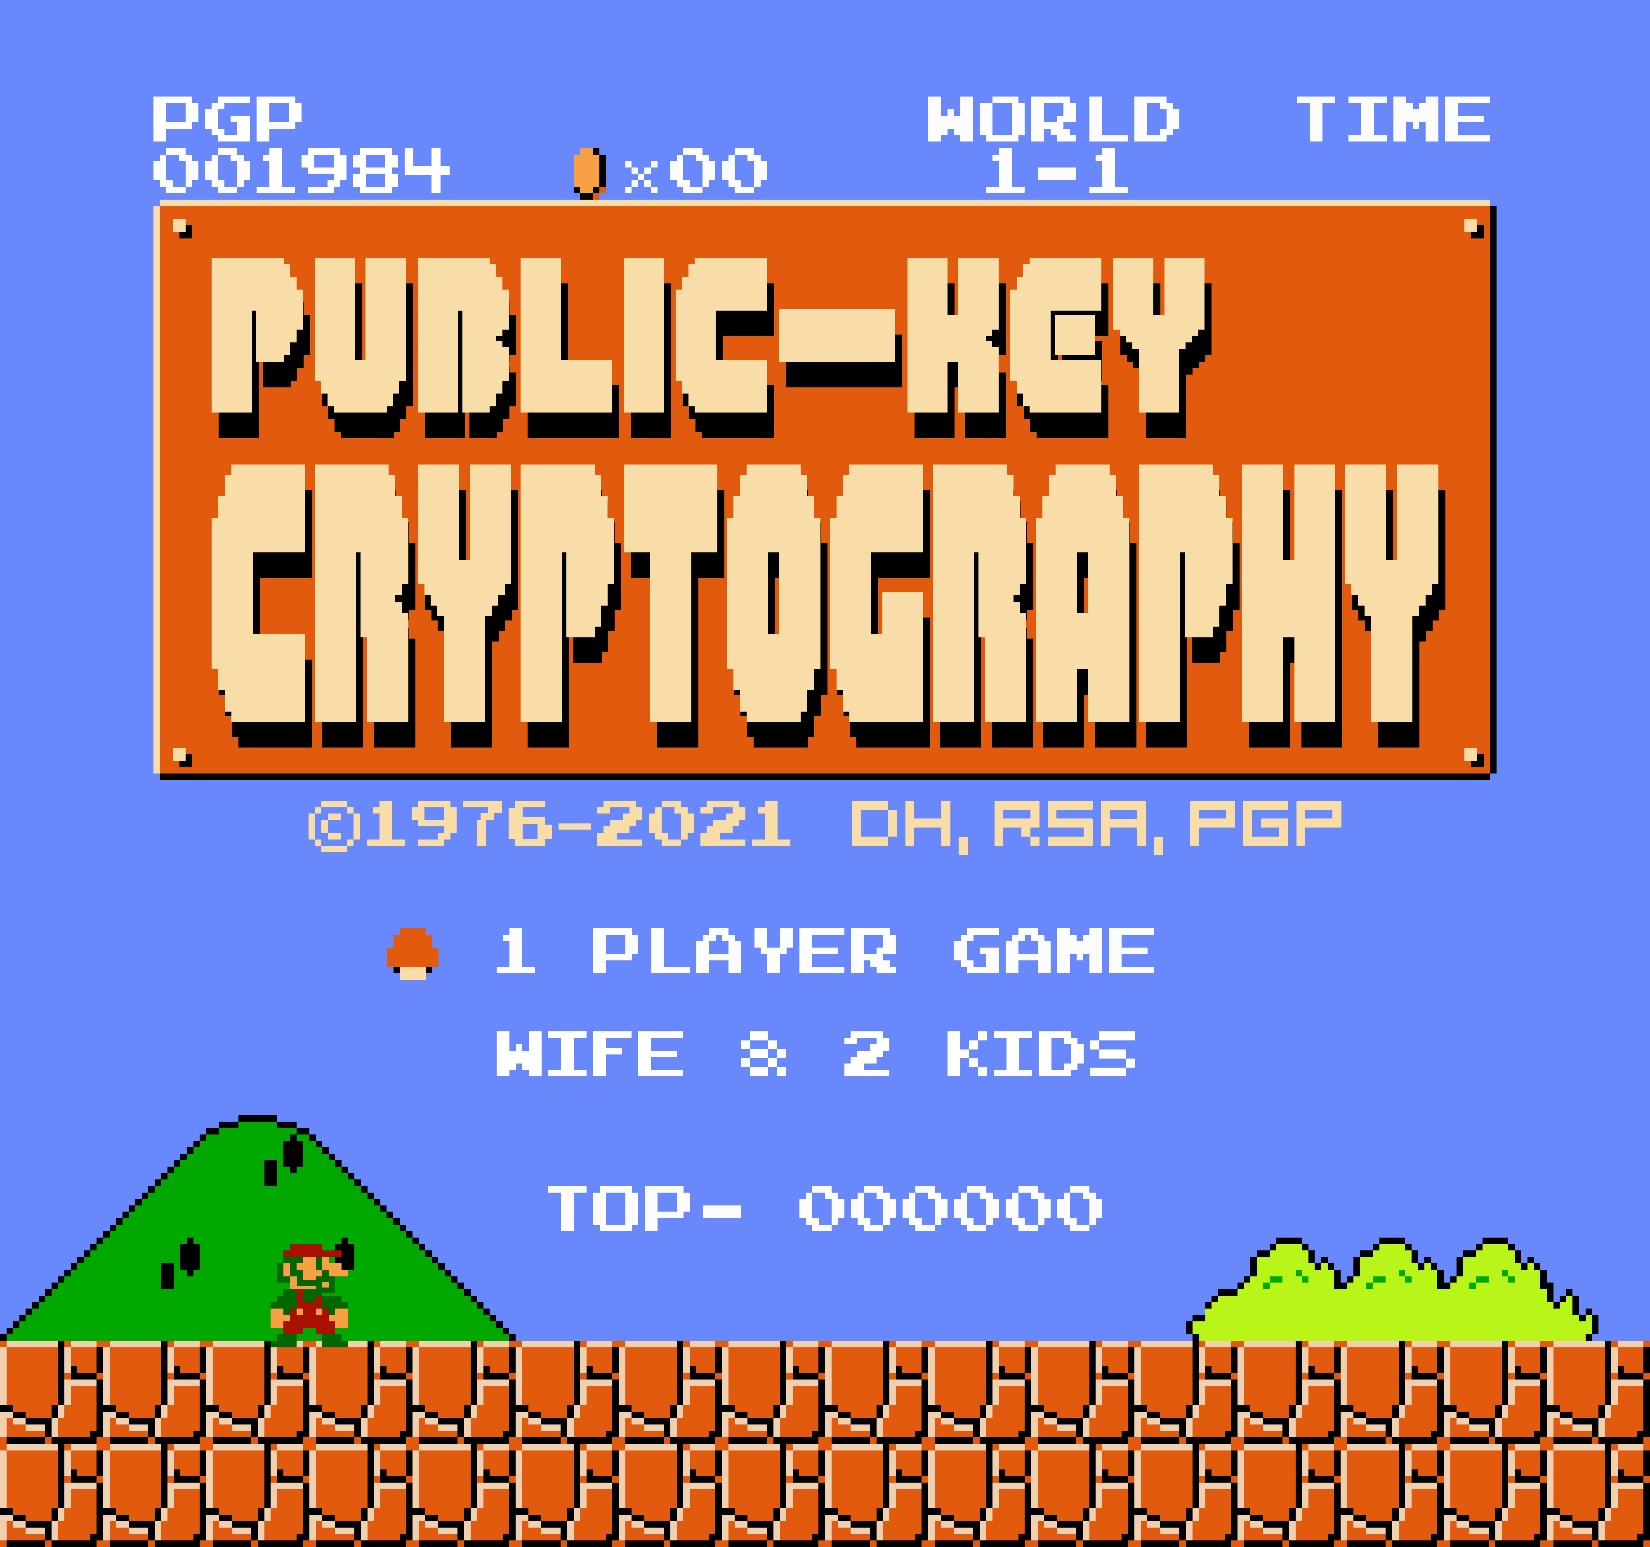 PGP WORLD TIME
001984 x00 1-1
PUBLIC-KEY
CRYPTOGRAPHY
©1976-2021 DH, RSA, PGP
1 PLAYER GAME
WIFE & 2 KIDS
TOP- 000000